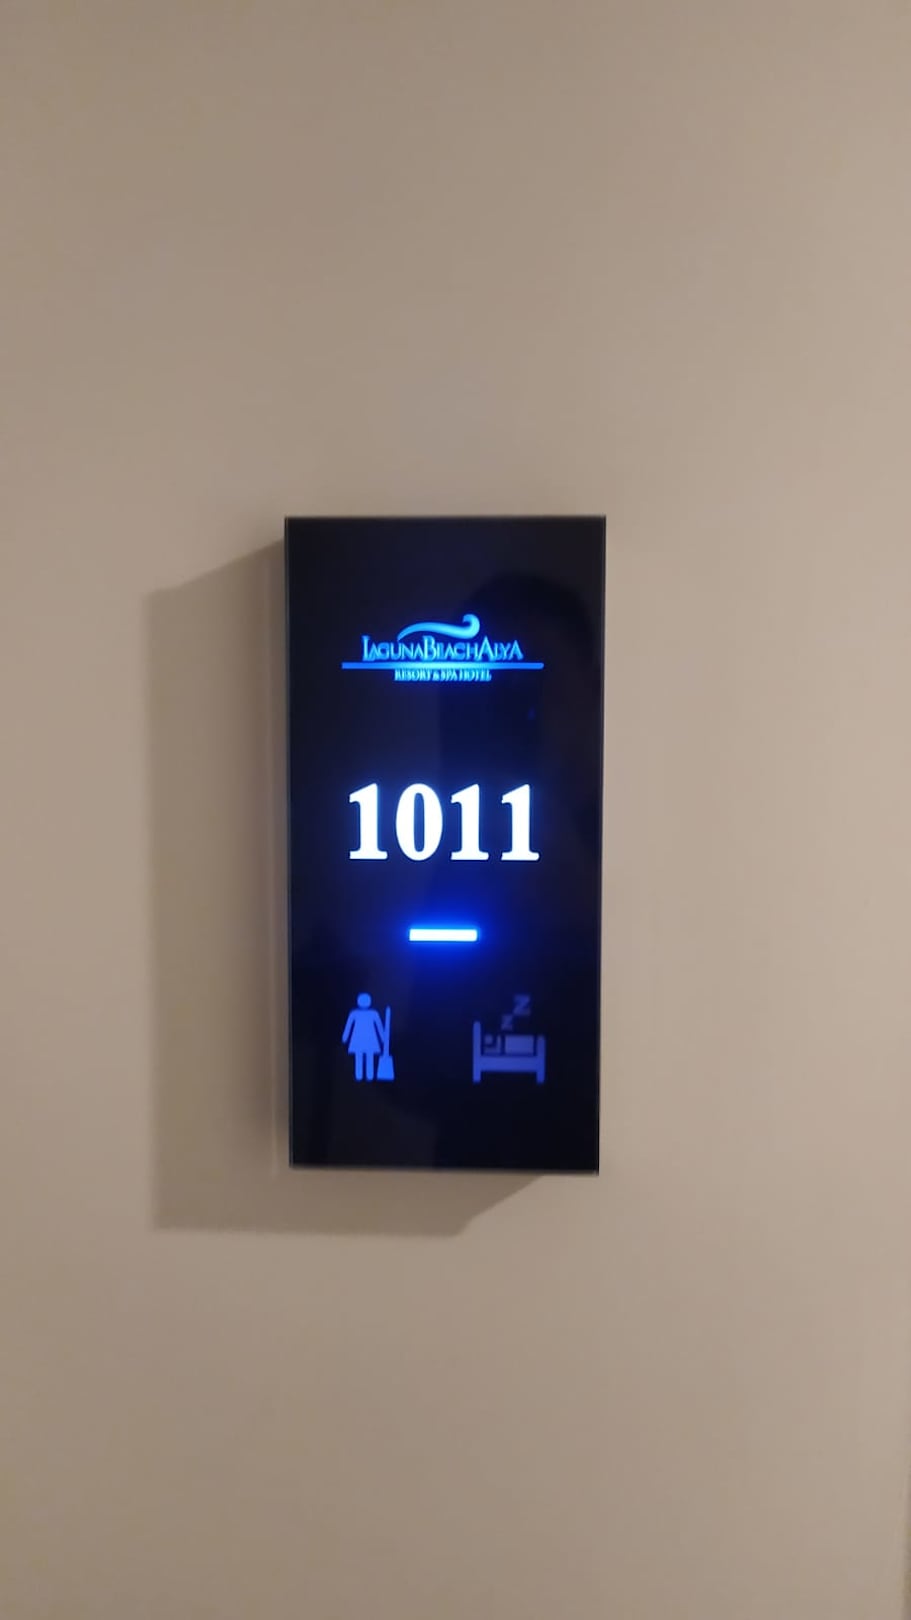 LAGUNABEACHALYA
RESORT & SPA HOTEL
1011
Z
Z